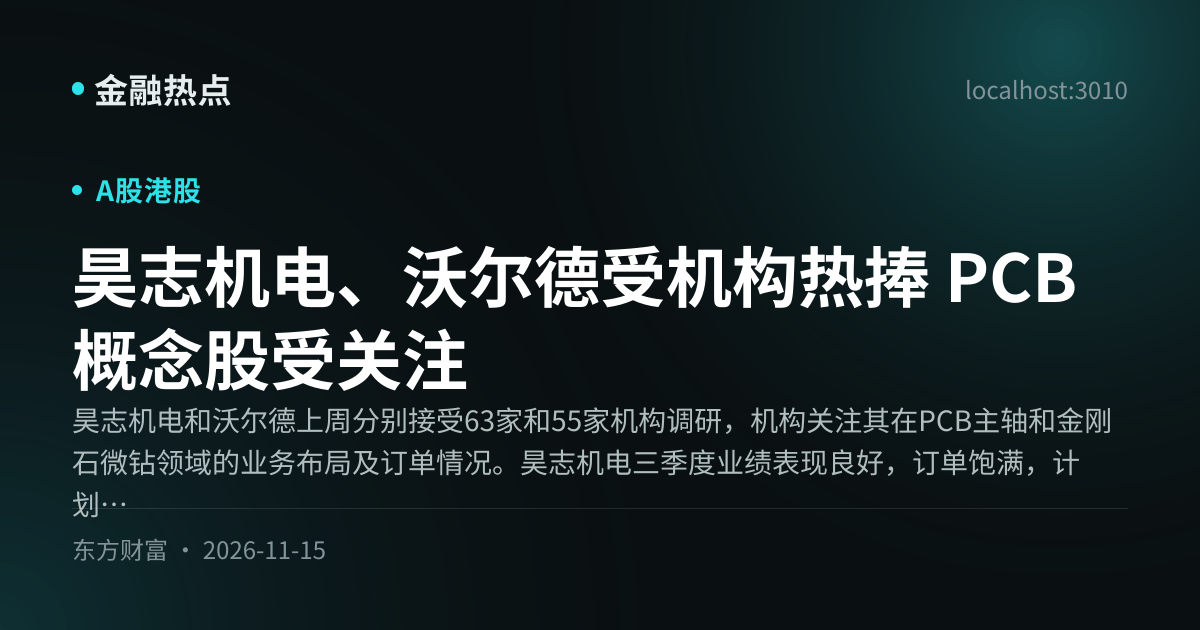 金融热点
localhost:3010
A股港股
昊志机电、沃尔德受机构热捧 PCB
概念股受关注
昊志机电和沃尔德上周分别接受63家和55家机构调研，机构关注其在PCB主轴和金刚
石微钻领域的业务布局及订单情况。昊志机电三季度业绩表现良好，订单饱满，计
划…
东方财富 • 2026-11-15